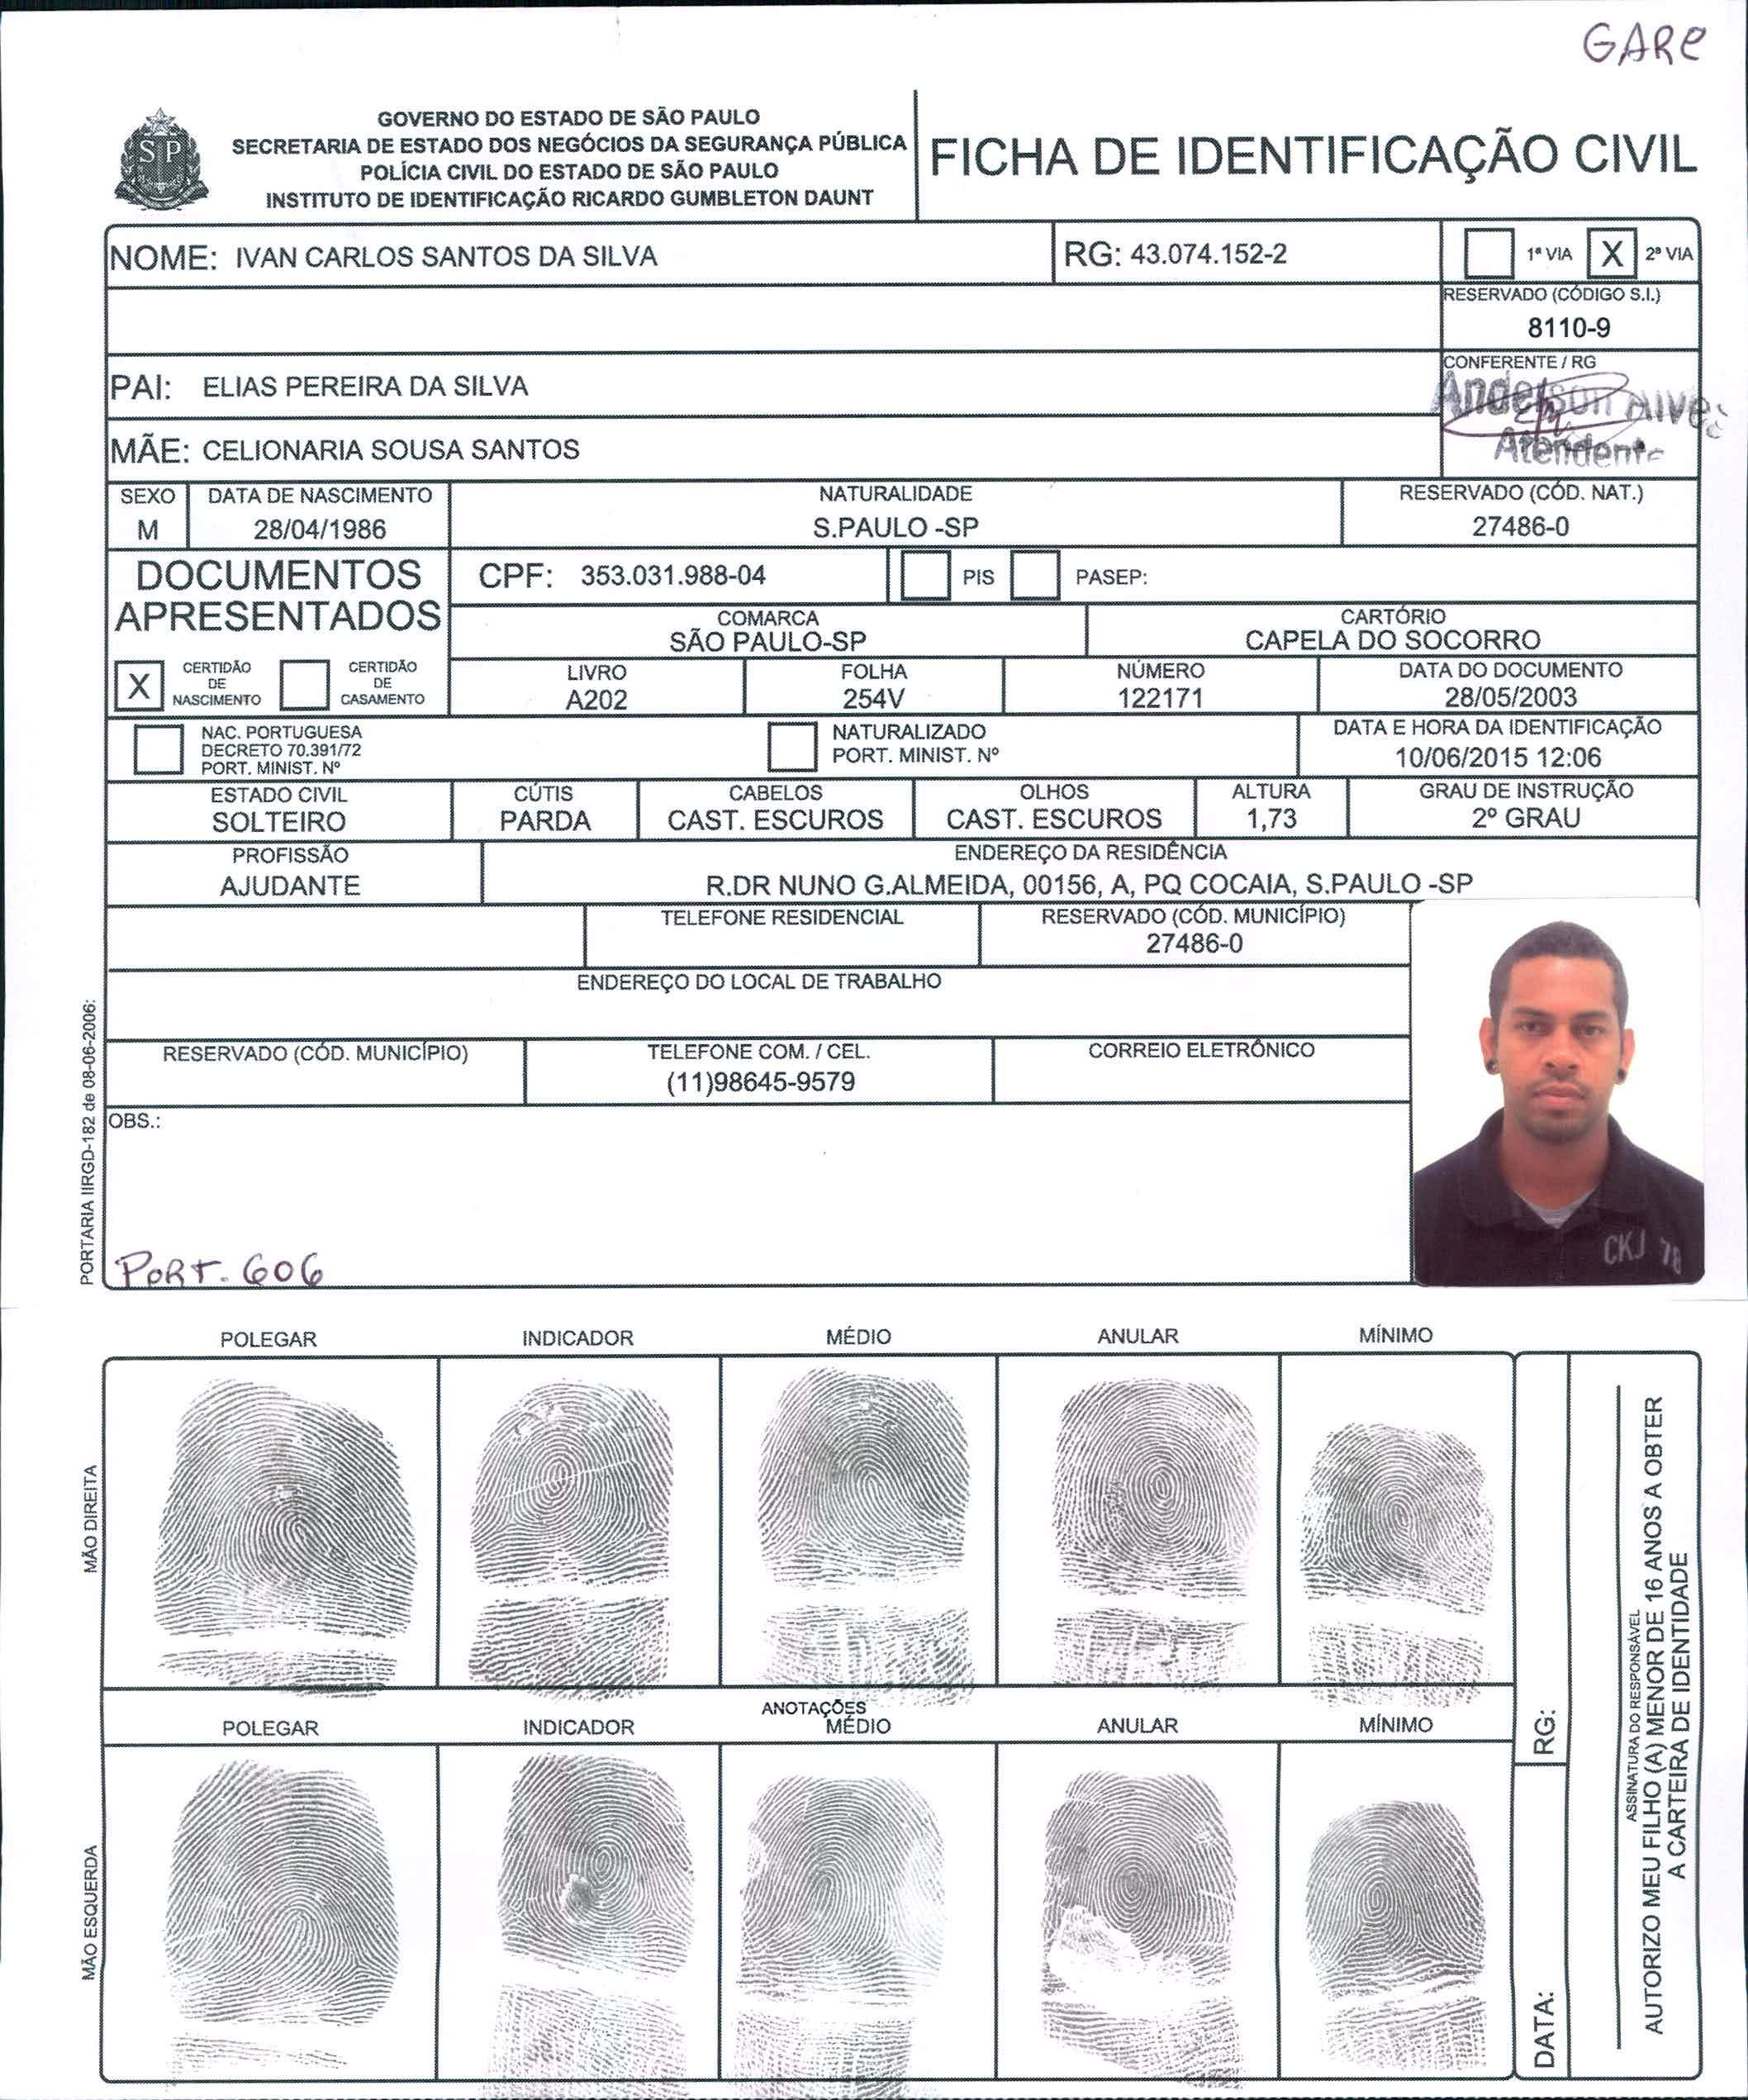 GARE
GOVERNO DO ESTADO DE SÃO PAULO
SECRETARIA DE ESTADO DOS NEGÓCIOS DA SEGURANÇA PÚBLICA
POLÍCIA CIVIL DO ESTADO DE SÃO PAULO
INSTITUTO DE IDENTIFICAÇÃO RICARDO GUMBLETON DAUNT
SP
FICHA DE IDENTIFICAÇÃO CIVIL
NOME: IVAN CARLOS SANTOS DA SILVA
RG: 43.074.152-2
1ª VIA X 2ª VIA
RESERVADO (CÓDIGO S.I.)
8110-9
PAI: ELIAS PEREIRA DA SILVA
CONFERENTE / RG
Anderson Alves
Atendente
MÃE: CELIONARIA SOUSA SANTOS
SEXO
M
DATA DE NASCIMENTO
28/04/1986
NATURALIDADE
S.PAULO -SP
RESERVADO (CÓD. NAT.)
27486-0
DOCUMENTOS
APRESENTADOS
CPF: 353.031.988-04
PIS
PASEP:
COMARCA
SÃO PAULO-SP
CARTÓRIO
CAPELA DO SOCORRO
X
CERTIDÃO
DE
NASCIMENTO
CERTIDÃO
DE
CASAMENTO
LIVRO
A202
FOLHA
254V
NÚMERO
122171
DATA DO DOCUMENTO
28/05/2003
NAC. PORTUGUESA
DECRETO 70.391/72
PORT. MINIST. Nº
NATURALIZADO
PORT. MINIST. Nº
DATA E HORA DA IDENTIFICAÇÃO
10/06/2015 12:06
ESTADO CIVIL
SOLTEIRO
CÚTIS
PARDA
CABELOS
CAST. ESCUROS
OLHOS
CAST. ESCUROS
ALTURA
1,73
GRAU DE INSTRUÇÃO
2º GRAU
PROFISSÃO
AJUDANTE
ENDEREÇO DA RESIDÊNCIA
R.DR NUNO G.ALMEIDA, 00156, A, PQ COCAIA, S.PAULO -SP
TELEFONE RESIDENCIAL
RESERVADO (CÓD. MUNICÍPIO)
27486-0
ENDEREÇO DO LOCAL DE TRABALHO
RESERVADO (CÓD. MUNICÍPIO)
TELEFONE COM. / CEL.
(11)98645-9579
CORREIO ELETRÔNICO
OBS.:
PORT. 606
CKJ 78
PORTARIA IIRGD-182 de 08-06-2006:
POLEGAR INDICADOR MÉDIO ANULAR MÍNIMO
MÃO DIREITA
ANOTAÇÕES
POLEGAR INDICADOR MÉDIO ANULAR MÍNIMO
MÃO ESQUERDA
RG:
DATA:
ASSINATURA DO RESPONSÁVEL
AUTORIZO MEU FILHO (A) MENOR DE 16 ANOS A OBTER
A CARTEIRA DE IDENTIDADE